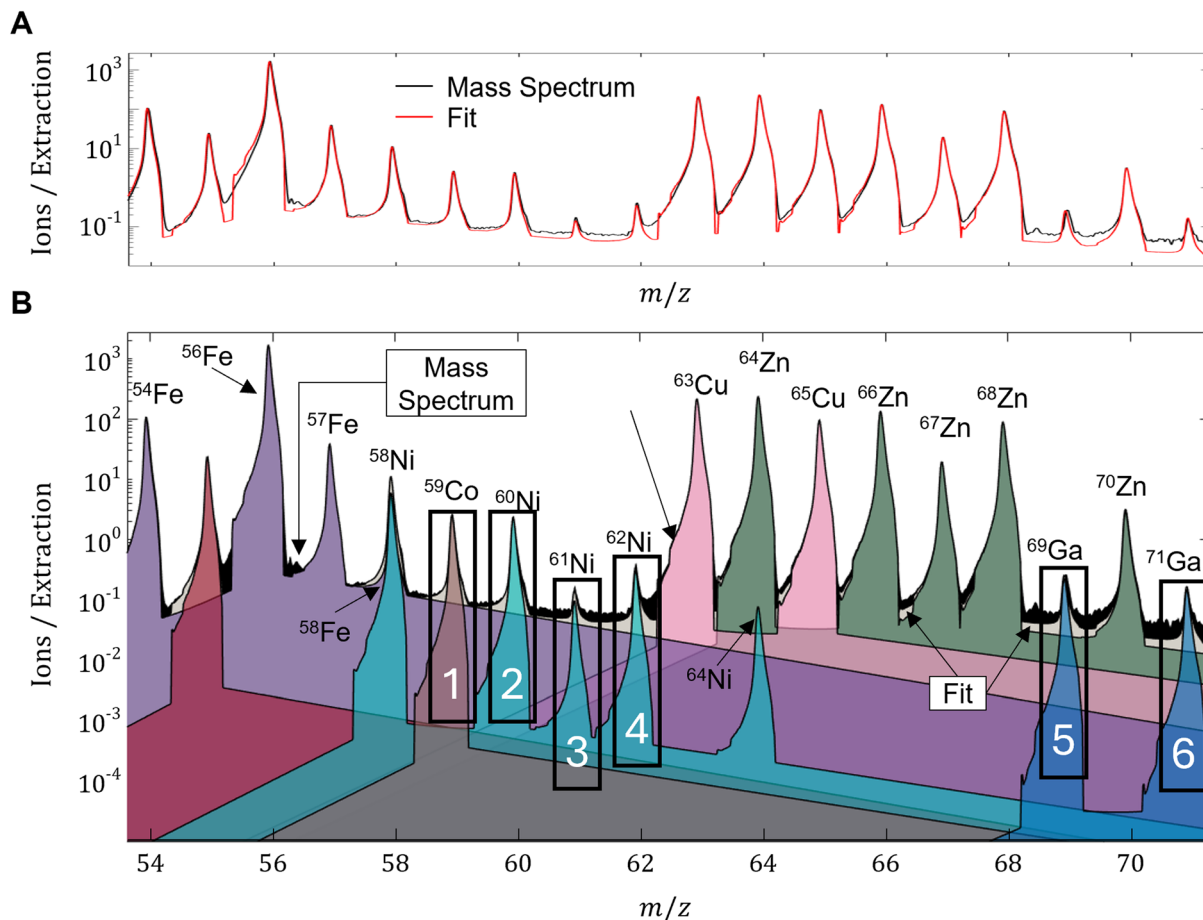 A
Ions / Extraction
10³
10¹
10⁻¹
Mass Spectrum
Fit
m/z
B
Ions / Extraction
10³
10²
10¹
10⁰
10⁻¹
10⁻²
10⁻³
10⁻⁴
⁵⁴Fe
⁵⁶Fe
Mass
Spectrum
⁵⁷Fe
⁵⁸Ni
⁵⁸Fe
⁵⁹Co
⁶⁰Ni
⁶¹Ni
⁶²Ni
⁶³Cu
⁶⁴Zn
⁶⁴Ni
⁶⁵Cu
⁶⁶Zn
⁶⁷Zn
⁶⁸Zn
⁷⁰Zn
⁶⁹Ga
⁷¹Ga
Fit
1
2
3
4
5
6
54 56 58 60 62 64 66 68 70
m/z